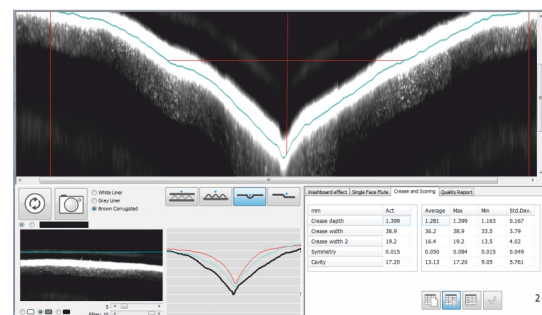 White Liner
Gray Liner
Brown Corrugated
Washboard effect Single Face Flute Crease and Scoring Quality Report
mm Act Average Max Min Std.Dev.
Crease depth 1.399 1.281 1.399 1.163 0.167
Crease width 38.9 36.2 38.9 33.5 3.79
Crease width 2 19.2 16.4 19.2 13.5 4.02
Symmetry 0.015 0.050 0.084 0.015 0.049
Cavity 17.20 13.13 17.20 9.05 5.761
5
2